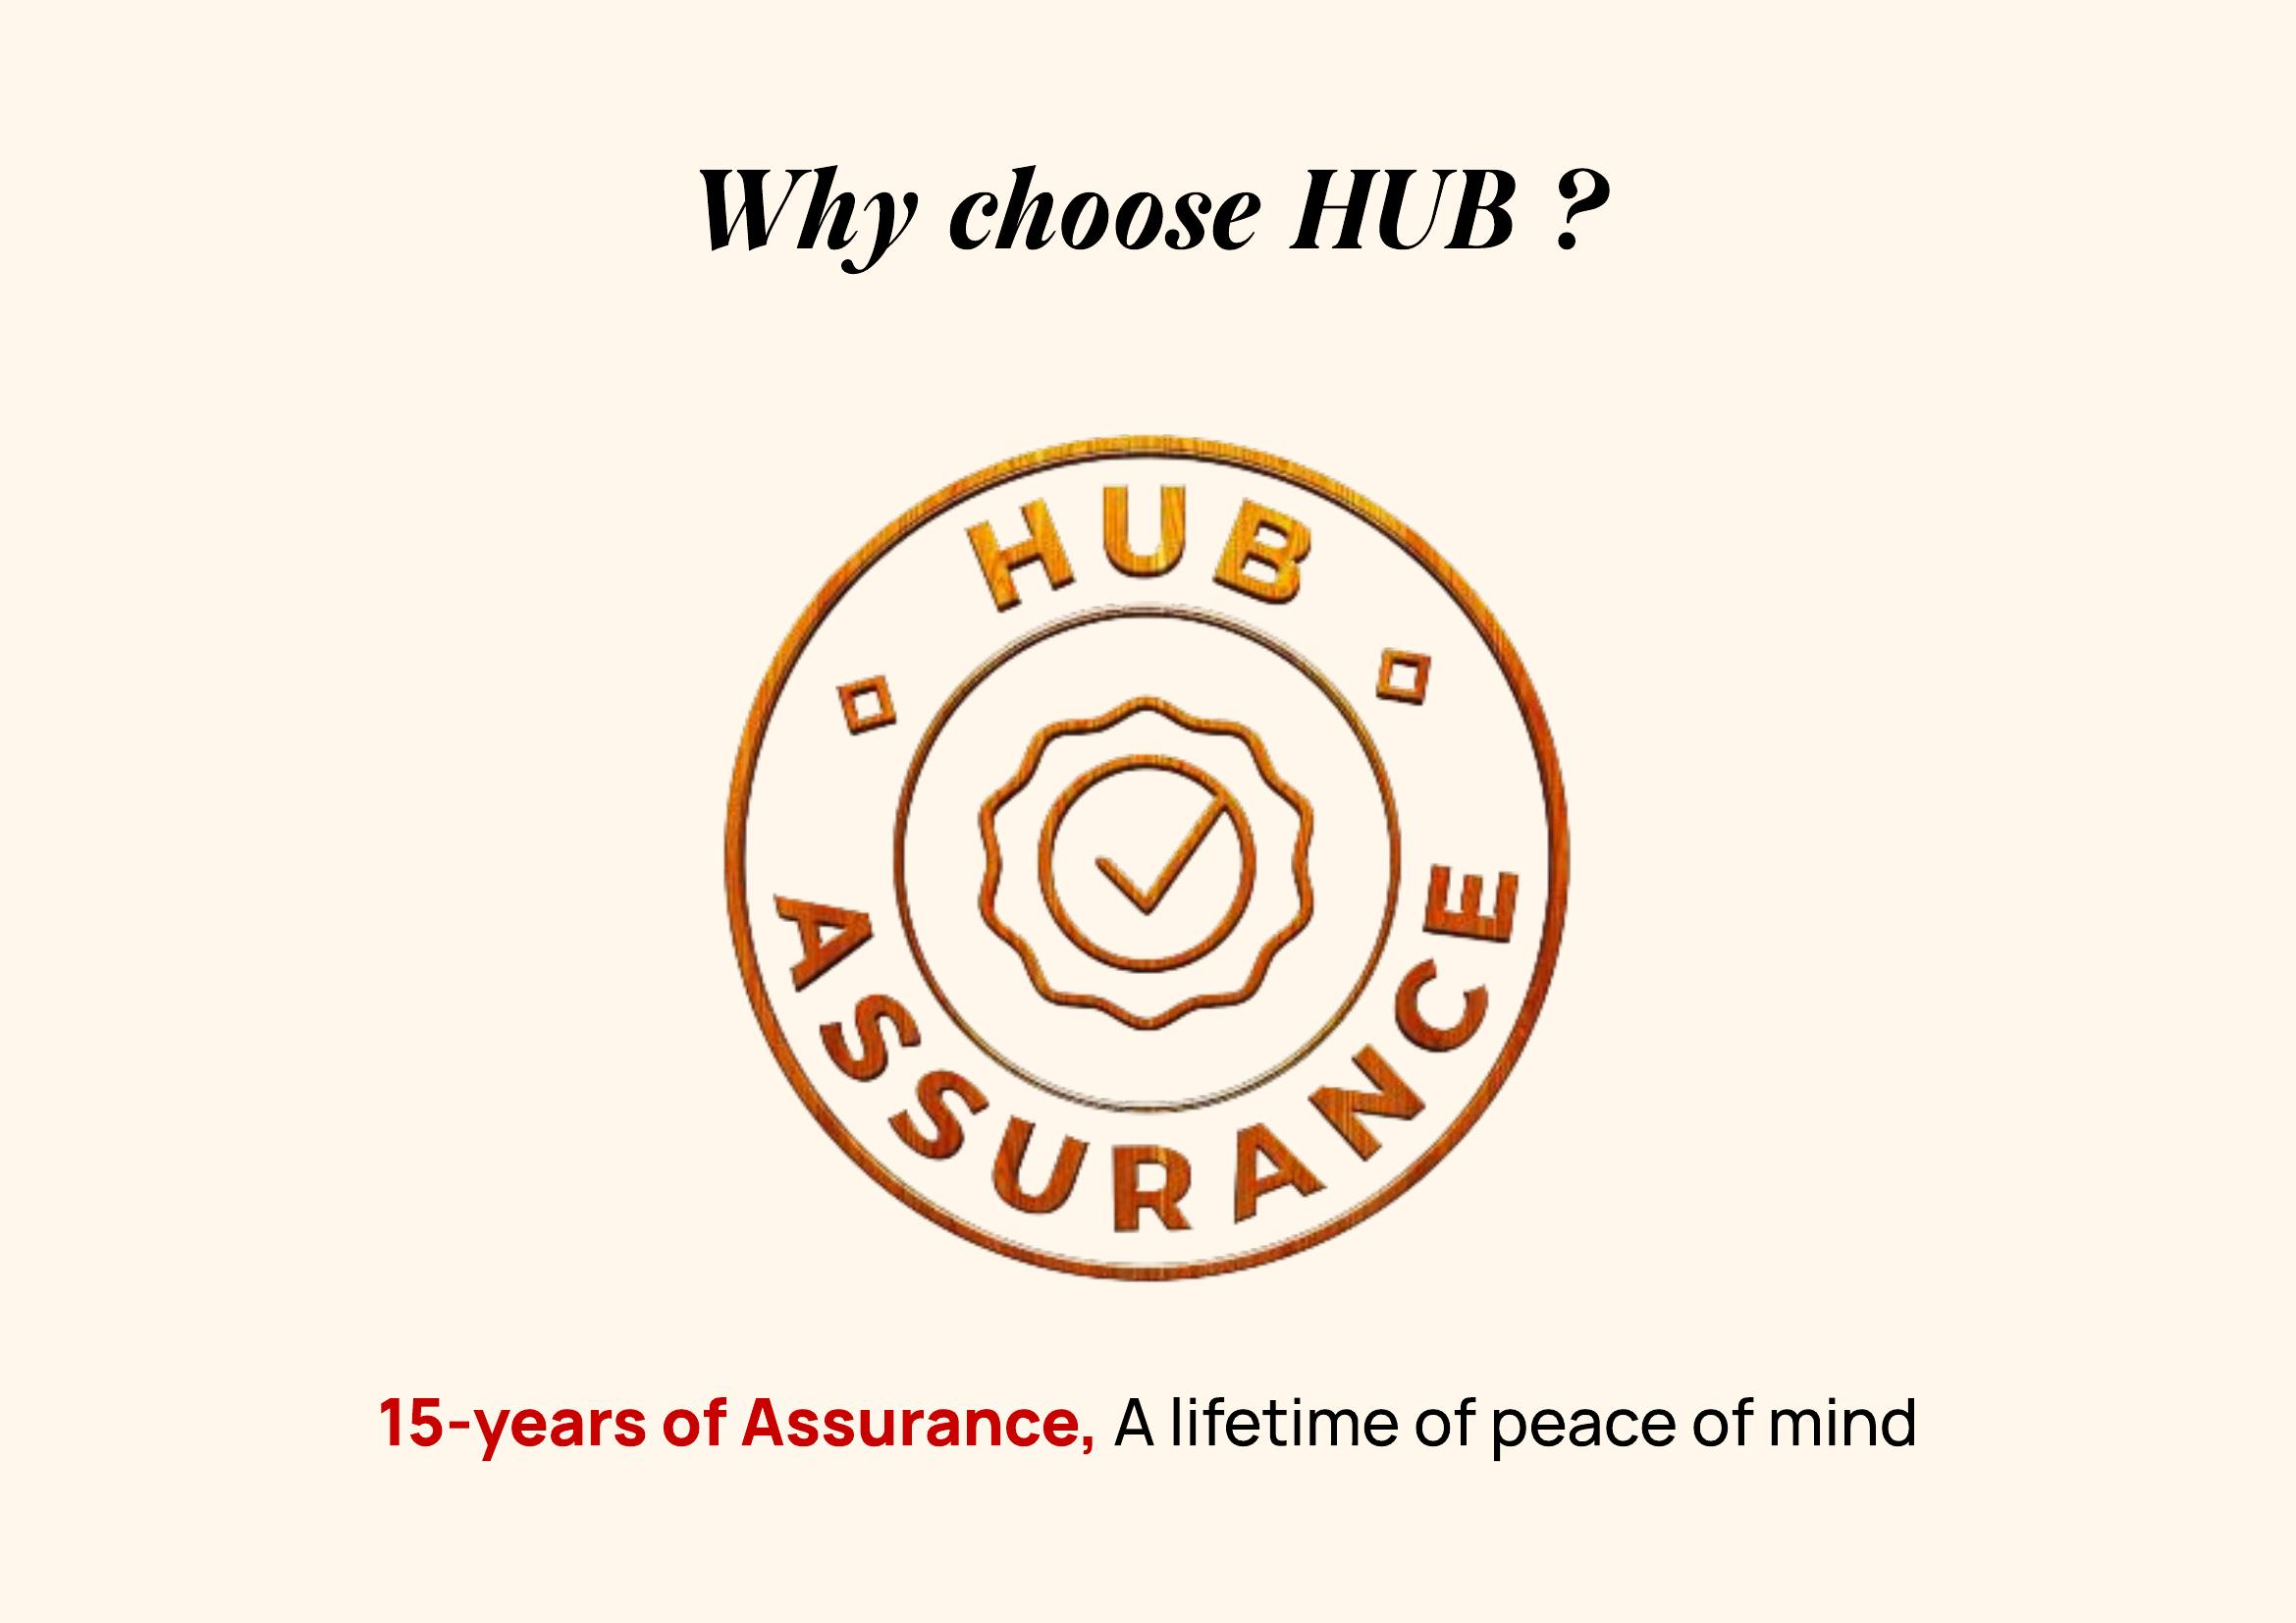 Why choose HUB ?
HUB
ASSURANCE
15-years of Assurance, A lifetime of peace of mind